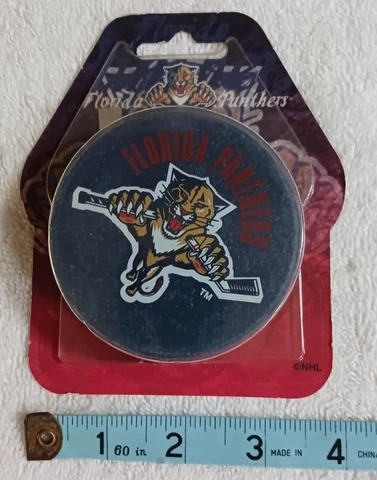 Florida Panthers
FLORIDA PANTHERS
TM
©NHL
1 60 in 2 3 MADE IN 4 CHINA